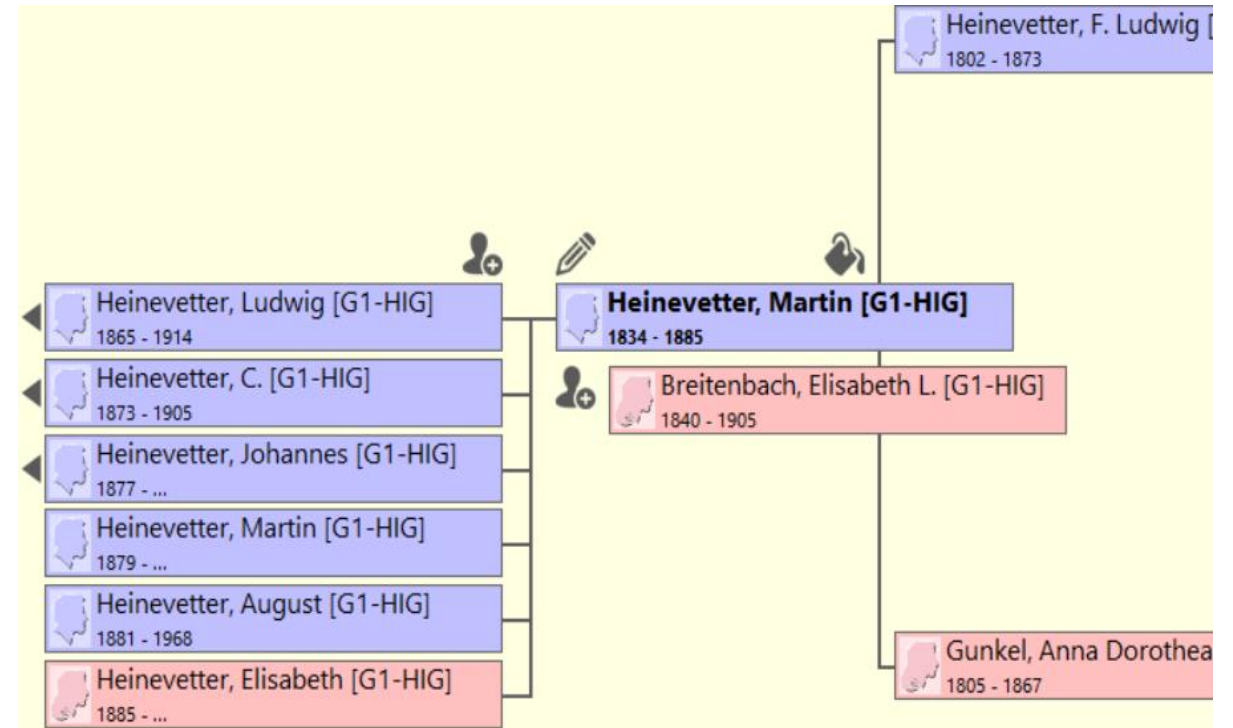 Heinevetter, F. Ludwig [
1802 - 1873
Heinevetter, Ludwig [G1-HIG]
1865 - 1914
Heinevetter, C. [G1-HIG]
1873 - 1905
Heinevetter, Johannes [G1-HIG]
1877 - ...
Heinevetter, Martin [G1-HIG]
1879 - ...
Heinevetter, August [G1-HIG]
1881 - 1968
Heinevetter, Elisabeth [G1-HIG]
1885 - ...
Heinevetter, Martin [G1-HIG]
1834 - 1885
Breitenbach, Elisabeth L. [G1-HIG]
1840 - 1905
Gunkel, Anna Dorothea
1805 - 1867